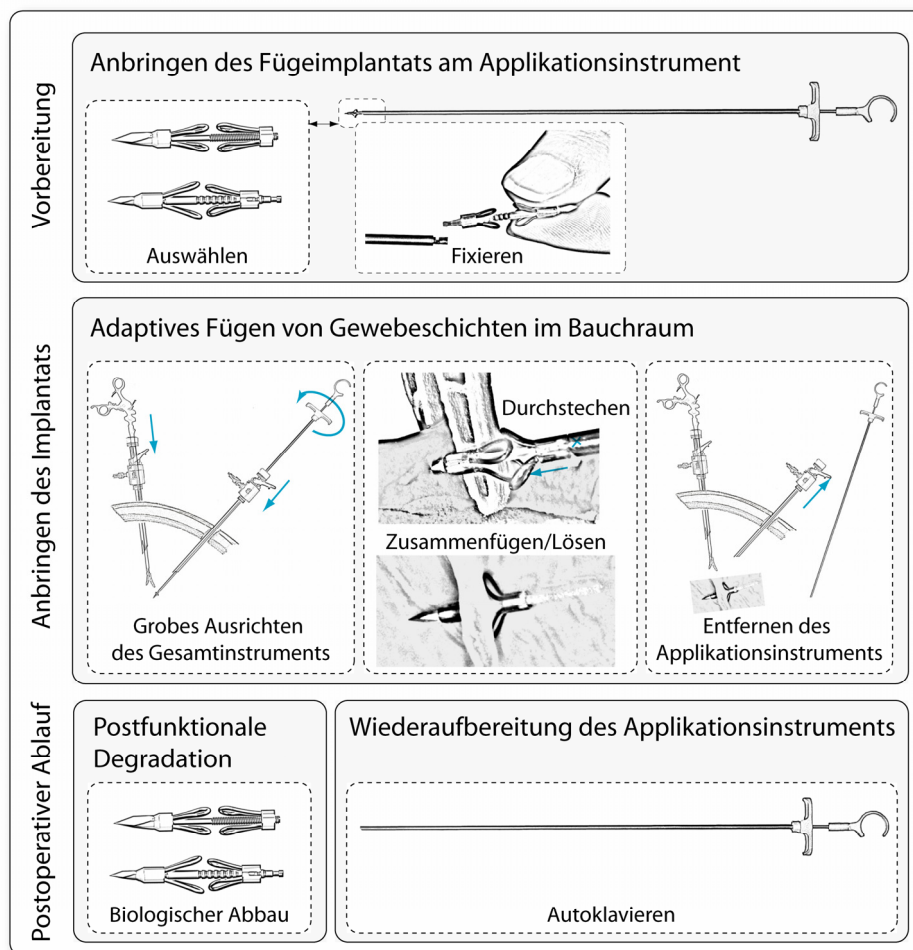 Vorbereitung
Anbringen des Fügeimplantats am Applikationsinstrument
Auswählen
Fixieren
Anbringen des Implantats
Adaptives Fügen von Gewebeschichten im Bauchraum
Grobes Ausrichten
des Gesamtinstruments
Durchstechen
Zusammenfügen/Lösen
Entfernen des
Applikationsinstruments
Postoperativer Ablauf
Postfunktionale
Degradation
Biologischer Abbau
Wiederaufbereitung des Applikationsinstruments
Autoklavieren